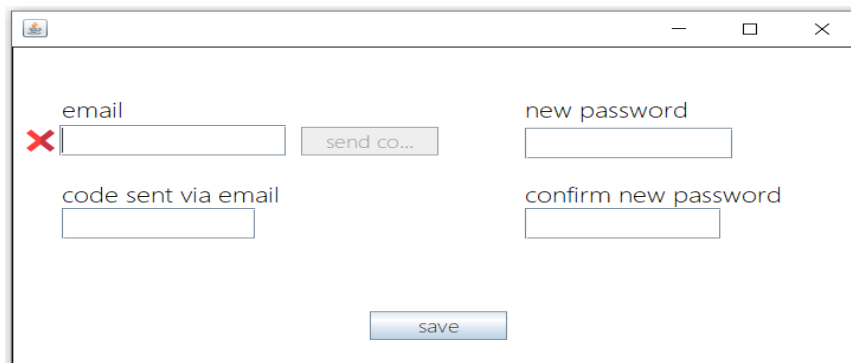 email
new password
send co...
code sent via email
confirm new password
save